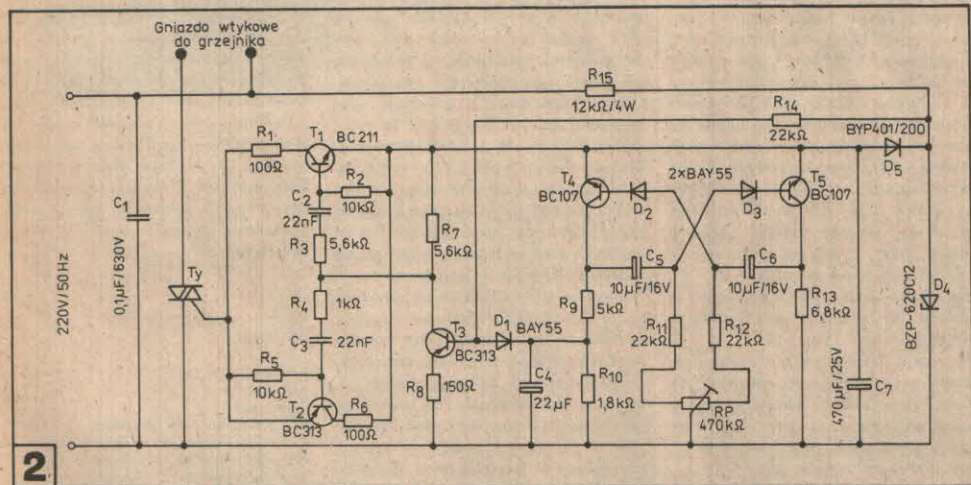 Gniazdo wtykowe
do grzejnika
R15
12kΩ/4W
R14
22kΩ
R1
100Ω
T1
BC 211
BYP401/200
D5
C2
22nF
R2
10kΩ
T4
BC107
D2
2×BAY55
D3
T5
BC107
220V/50Hz
C1
0,1µF/630V
R3
5,6kΩ
R7
5,6kΩ
C5
10µF/16V
C6
10µF/16V
Ty
R4
1kΩ
R9
5kΩ
R13
6,8kΩ
BZP-620C12
D4
C3
22nF
T3
BC313
D1
BAY55
R11
22kΩ
R12
22kΩ
R5
10kΩ
R8
150Ω
C4
22µF
R10
1,8kΩ
470µF/25V
C7
T2
BC313
R6
100Ω
RP
470kΩ
2